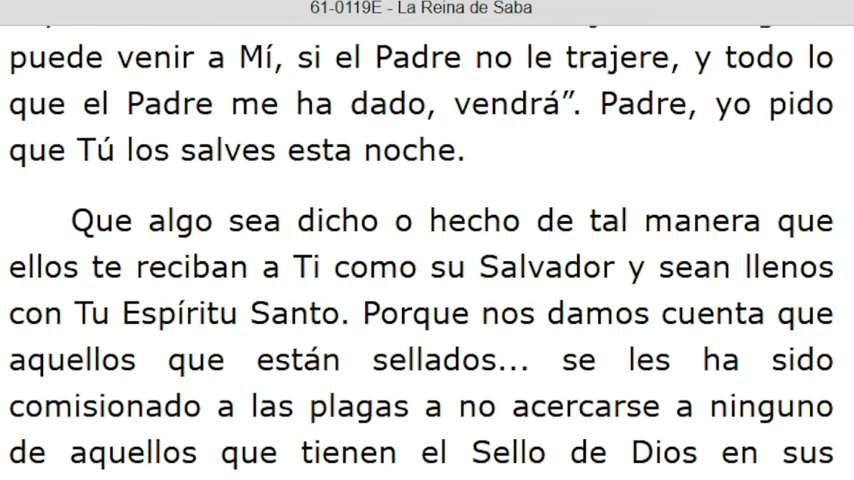 61-0119E - La Reina de Saba
puede venir a Mí, si el Padre no le trajere, y todo lo
que el Padre me ha dado, vendrá”. Padre, yo pido
que Tú los salves esta noche.
Que algo sea dicho o hecho de tal manera que
ellos te reciban a Ti como su Salvador y sean llenos
con Tu Espíritu Santo. Porque nos damos cuenta que
aquellos que están sellados... se les ha sido
comisionado a las plagas a no acercarse a ninguno
de aquellos que tienen el Sello de Dios en sus